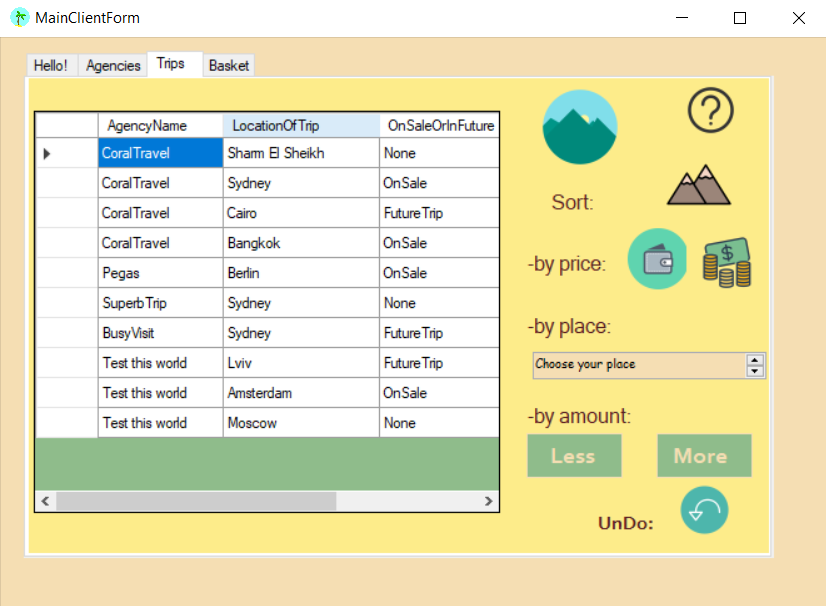 MainClientForm
Hello! Agencies Trips Basket
AgencyName LocationOfTrip OnSaleOrInFuture
CoralTravel Sharm El Sheikh None
CoralTravel Sydney OnSale
CoralTravel Cairo FutureTrip
CoralTravel Bangkok OnSale
Pegas Berlin OnSale
SuperbTrip Sydney None
BusyVisit Sydney FutureTrip
Test this world Lviv FutureTrip
Test this world Amsterdam OnSale
Test this world Moscow None
Sort:
-by price:
-by place:
Choose your place
-by amount:
Less More
UnDo: